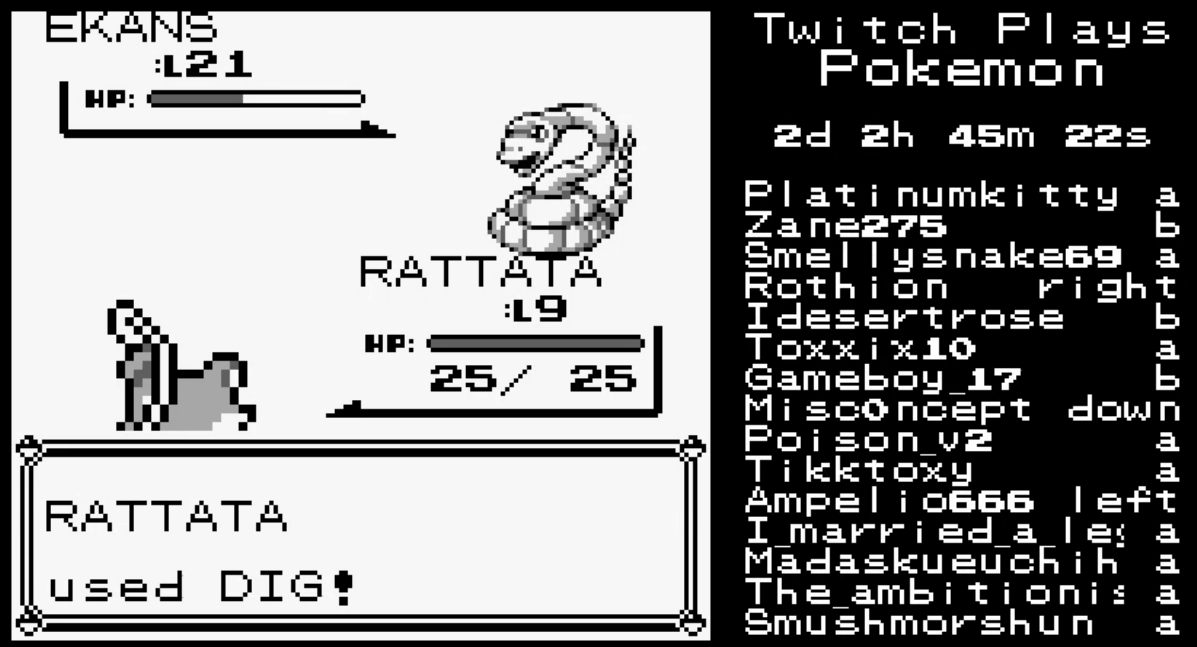 EKANS
:L21
HP:
RATTATA
:L9
HP:
25/ 25
RATTATA
used DIG!
Twitch Plays
Pokemon
2d 2h 45m 22s
Platinumkitty a
Zane275 b
Smellysnake69 a
Rothion right
Idesertrose b
Toxxix10 a
Gameboy_17 b
Misc0ncept down
Poison_v2 a
Tikktoxy a
Ampelio666 left
I_married_a_leg a
Madaskueuchih a
The_ambitionis a
Smushmorshun a